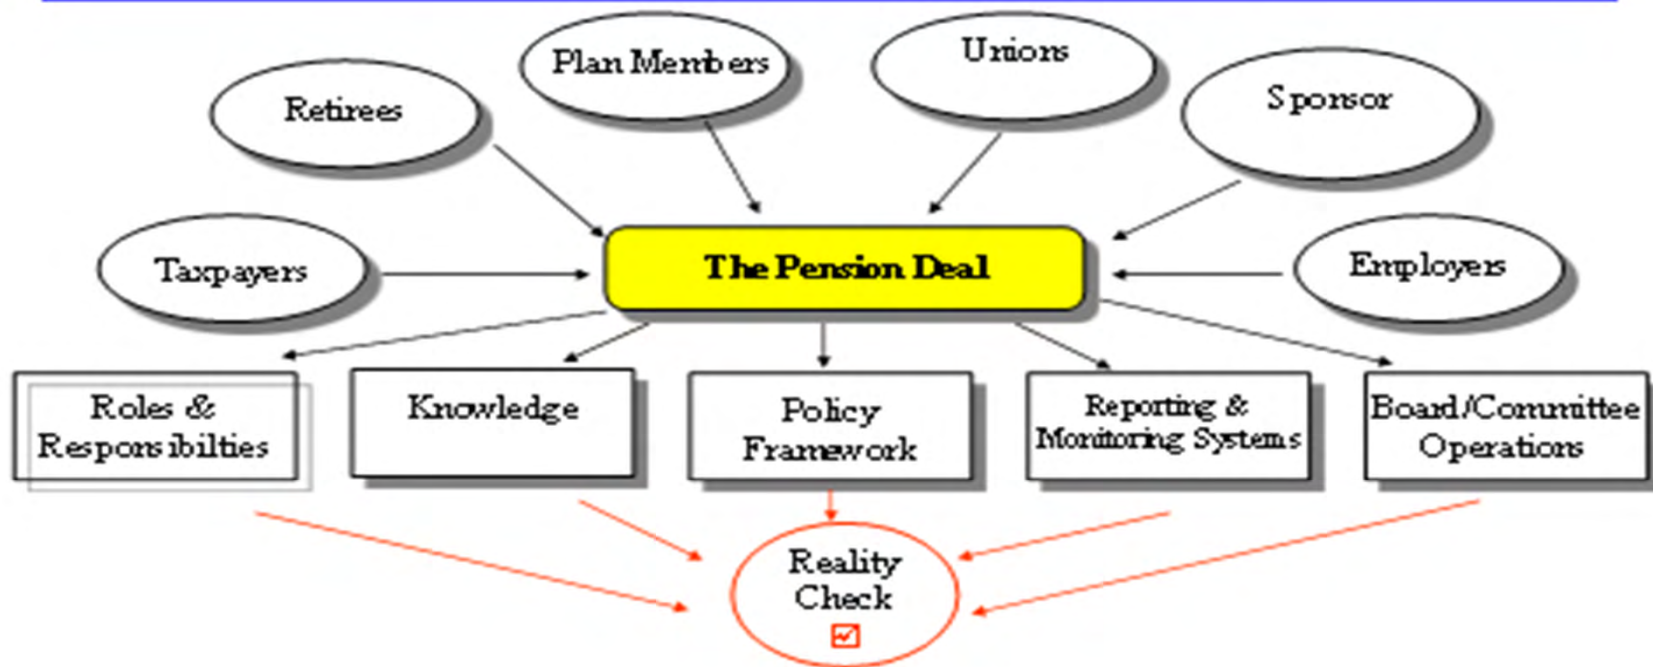 Plan Members
Unions
Sponsor
Retirees
Taxpayers
The Pension Deal
Employers
Roles &
Responsibilties
Knowledge
Policy
Framework
Reporting &
Monitoring Systems
Board/Committee
Operations
Reality
Check